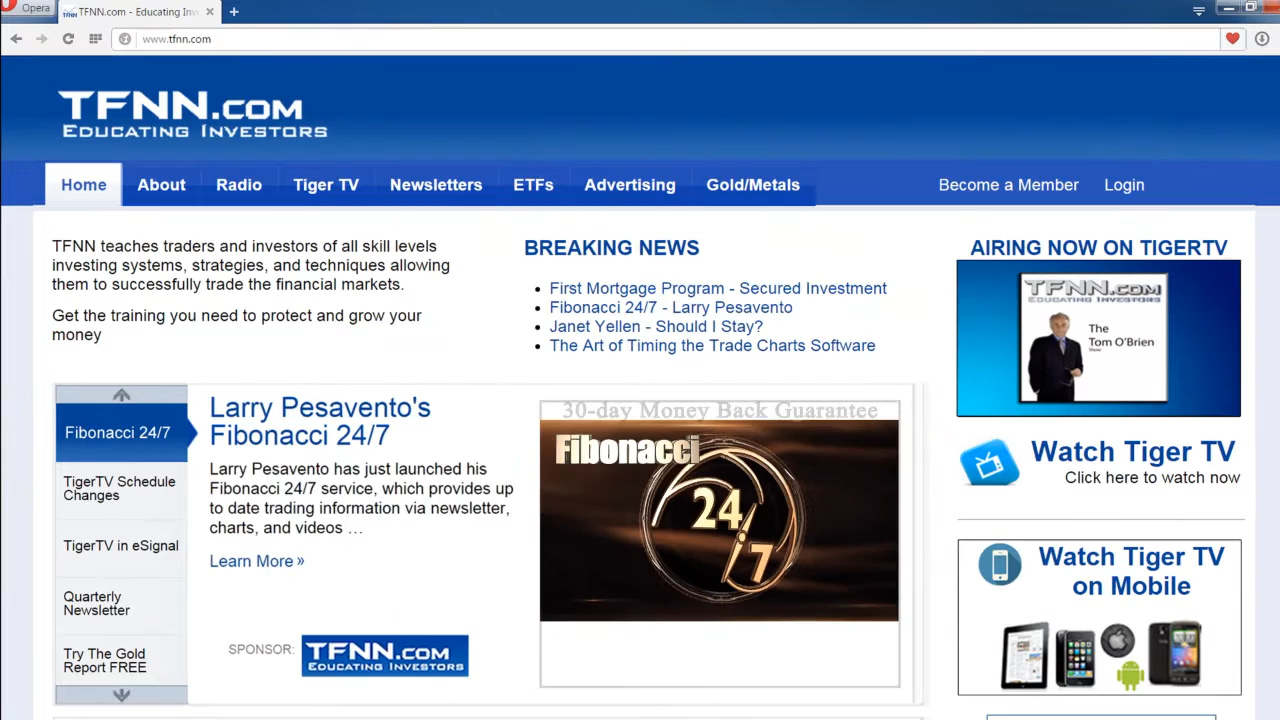 Opera
TFNN.com - Educating Inv
www.tfnn.com
TFNN.COM
EDUCATING INVESTORS
Home
About
Radio
Tiger TV
Newsletters
ETFs
Advertising
Gold/Metals
Become a Member
Login
TFNN teaches traders and investors of all skill levels
investing systems, strategies, and techniques allowing
them to successfully trade the financial markets.
Get the training you need to protect and grow your
money
BREAKING NEWS
First Mortgage Program - Secured Investment
Fibonacci 24/7 - Larry Pesavento
Janet Yellen - Should I Stay?
The Art of Timing the Trade Charts Software
AIRING NOW ON TIGERTV
TFNN.COM
EDUCATING INVESTORS
The
Tom O'Brien
Show
Watch Tiger TV
Click here to watch now
Watch Tiger TV
on Mobile
Fibonacci 24/7
TigerTV Schedule
Changes
TigerTV in eSignal
Quarterly
Newsletter
Try The Gold
Report FREE
Larry Pesavento's
Fibonacci 24/7
Larry Pesavento has just launched his
Fibonacci 24/7 service, which provides up
to date trading information via newsletter,
charts, and videos …
Learn More »
SPONSOR:
TFNN.COM
EDUCATING INVESTORS
30-day Money Back Guarantee
Fibonacci
24
7